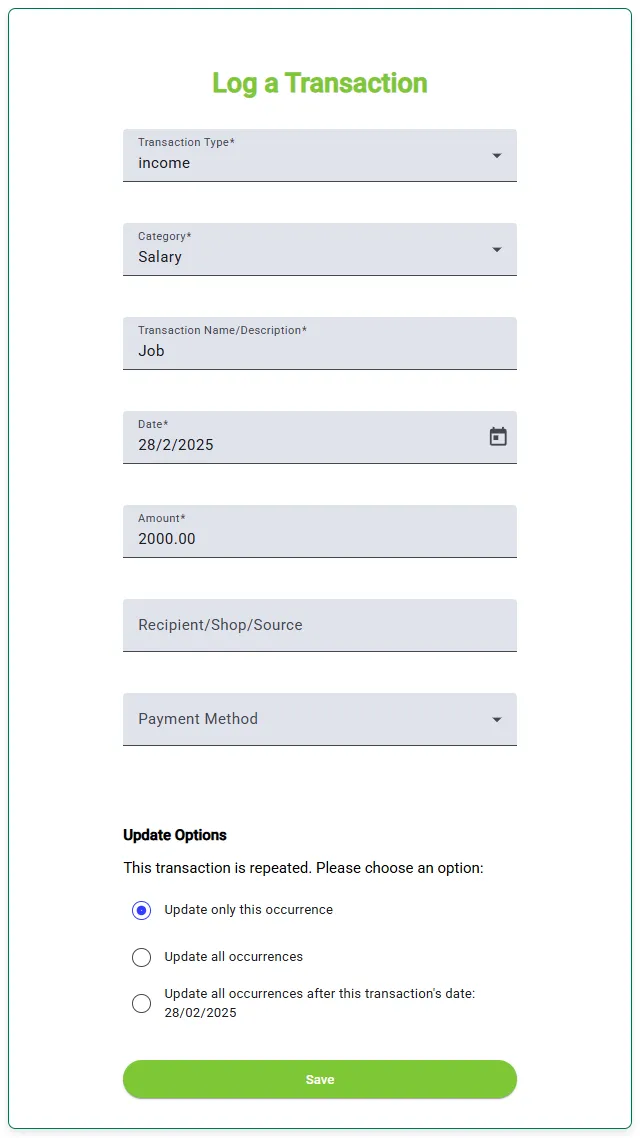 Log a Transaction
Transaction Type*
income
Category*
Salary
Transaction Name/Description*
Job
Date*
28/2/2025
Amount*
2000.00
Recipient/Shop/Source
Payment Method
Update Options
This transaction is repeated. Please choose an option:
Update only this occurrence
Update all occurrences
Update all occurrences after this transaction's date:
28/02/2025
Save